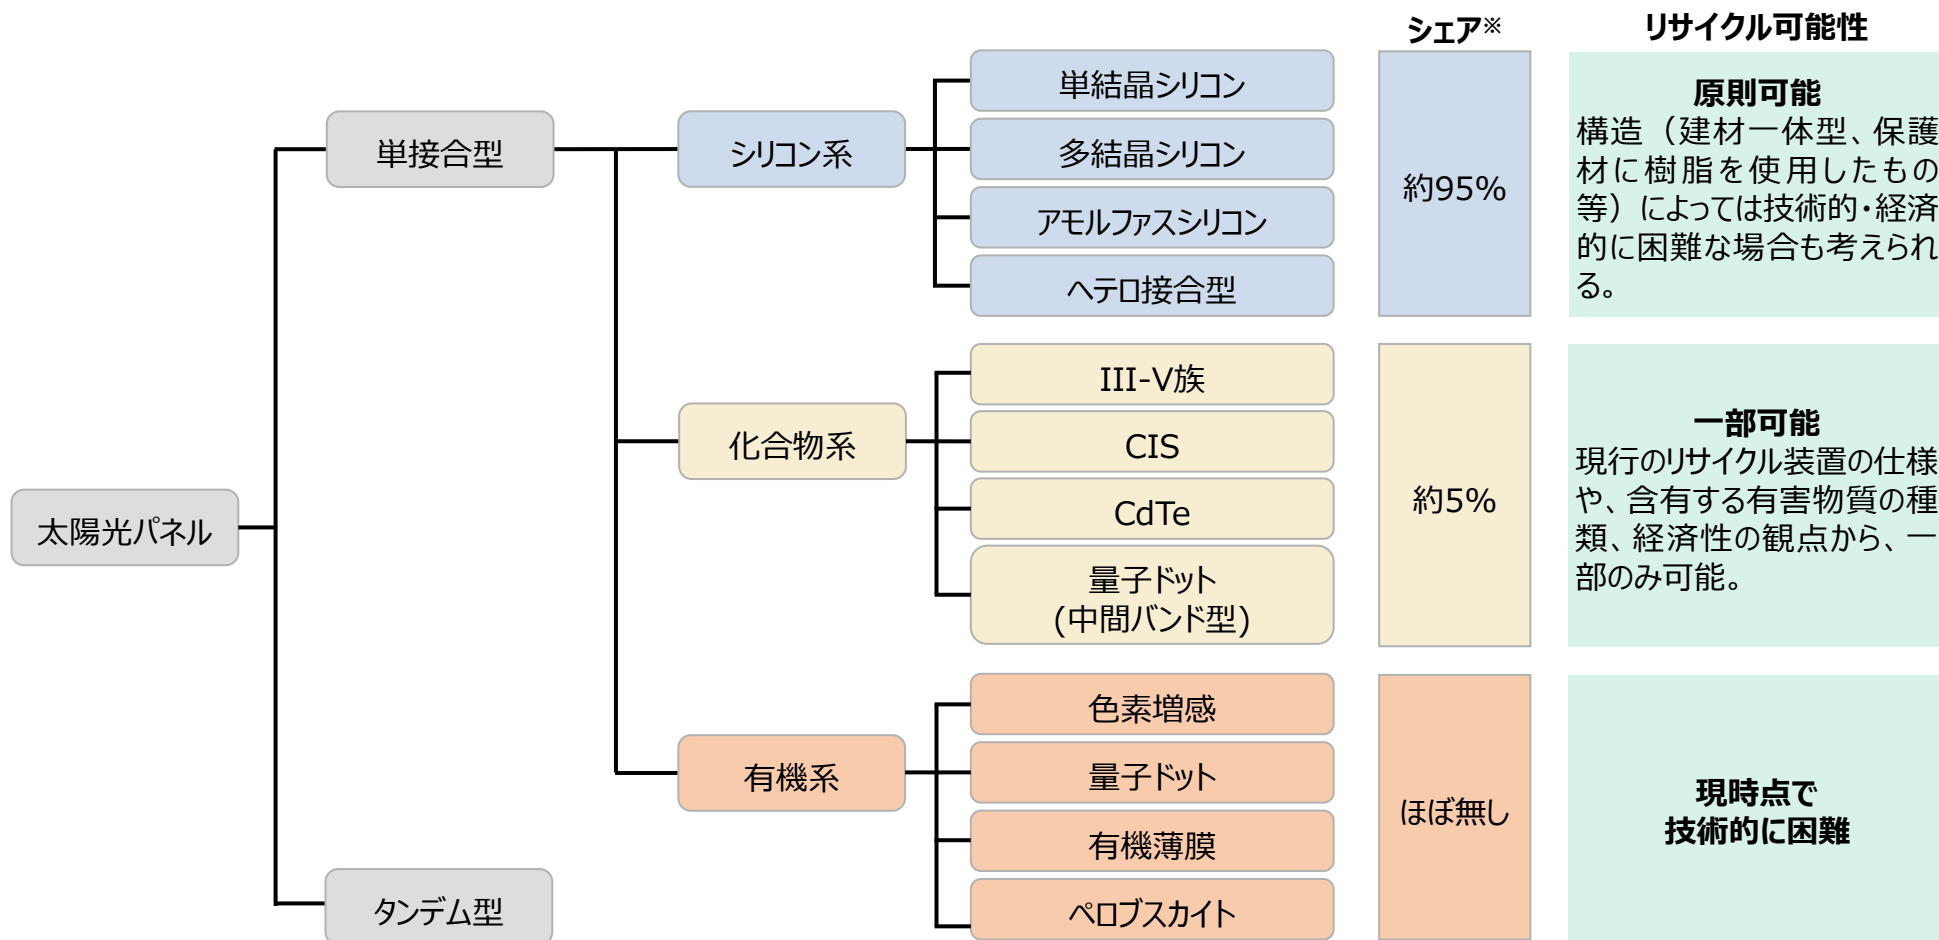 シェア※
リサイクル可能性
太陽光パネル
単接合型
タンデム型
シリコン系
単結晶シリコン
多結晶シリコン
アモルファスシリコン
ヘテロ接合型
約95%
原則可能
構造（建材一体型、保護
材に樹脂を使用したもの
等）によっては技術的・経済
的に困難な場合も考えられ
る。
化合物系
III-V族
CIS
CdTe
量子ドット
(中間バンド型)
約5%
一部可能
現行のリサイクル装置の仕様
や、含有する有害物質の種
類、経済性の観点から、一
部のみ可能。
有機系
色素増感
量子ドット
有機薄膜
ペロブスカイト
ほぼ無し
現時点で
技術的に困難